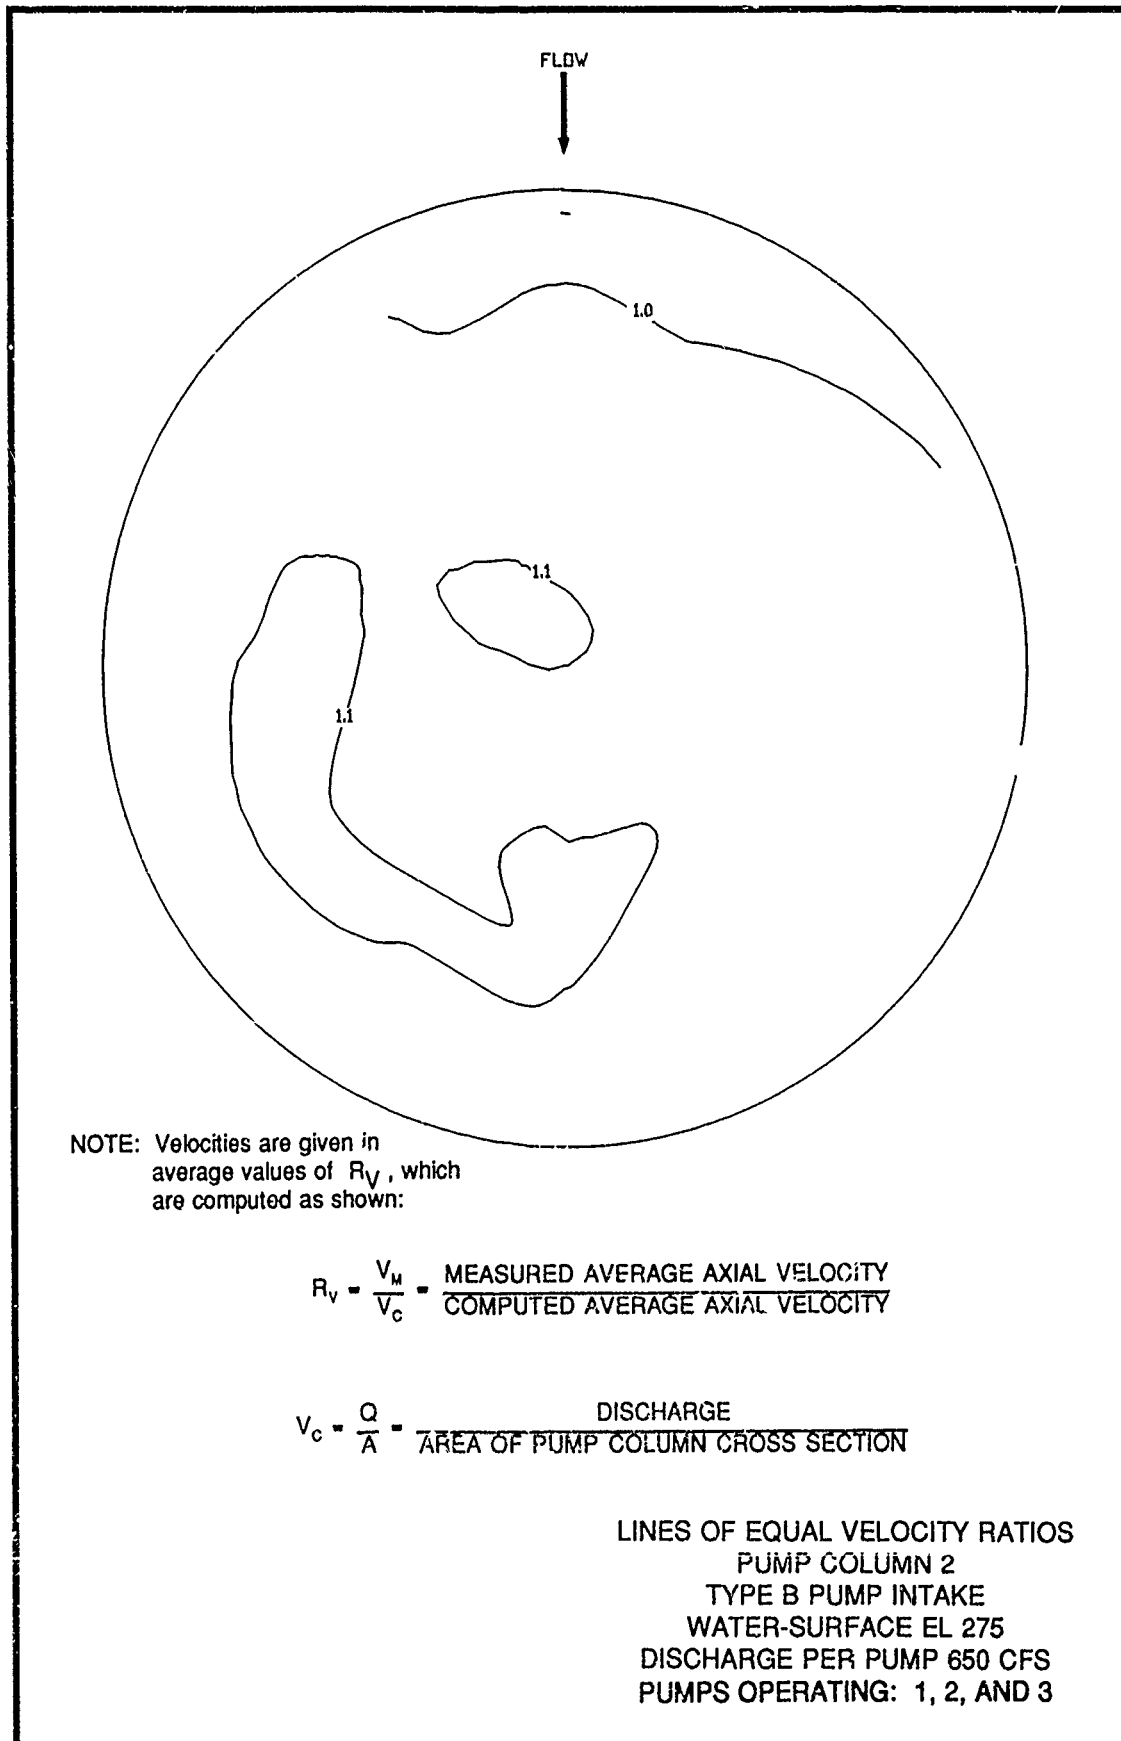 FLOW
1.0
1.1
1.1
NOTE: Velocities are given in
average values of R_V, which
are computed as shown:
R_v = V_M / V_C = MEASURED AVERAGE AXIAL VELOCITY / COMPUTED AVERAGE AXIAL VELOCITY
V_C = Q / A = DISCHARGE / AREA OF PUMP COLUMN CROSS SECTION
LINES OF EQUAL VELOCITY RATIOS
PUMP COLUMN 2
TYPE B PUMP INTAKE
WATER-SURFACE EL 275
DISCHARGE PER PUMP 650 CFS
PUMPS OPERATING: 1, 2, AND 3